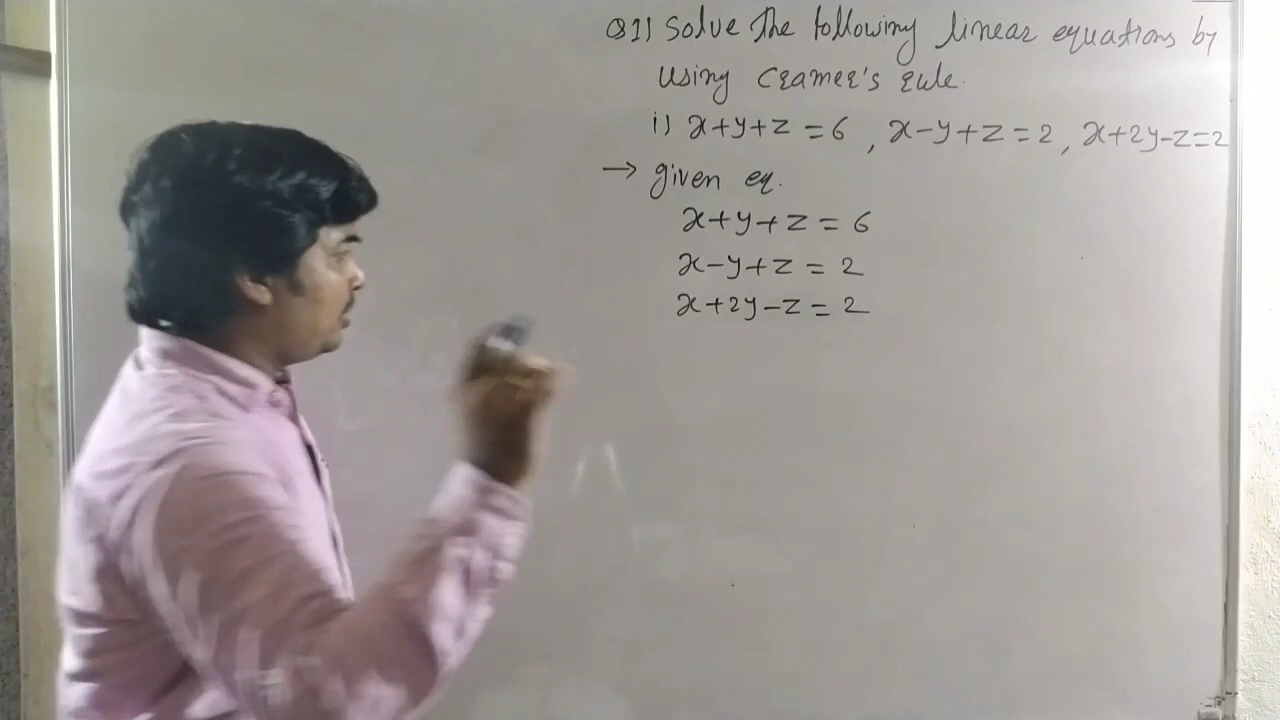 Q1) Solve the following linear equations by
using Cramer's rule.
i) x+y+z = 6 , x-y+z = 2 , x+2y-z=2
→ given eq.
x+y+z = 6
x-y+z = 2
x+2y-z = 2